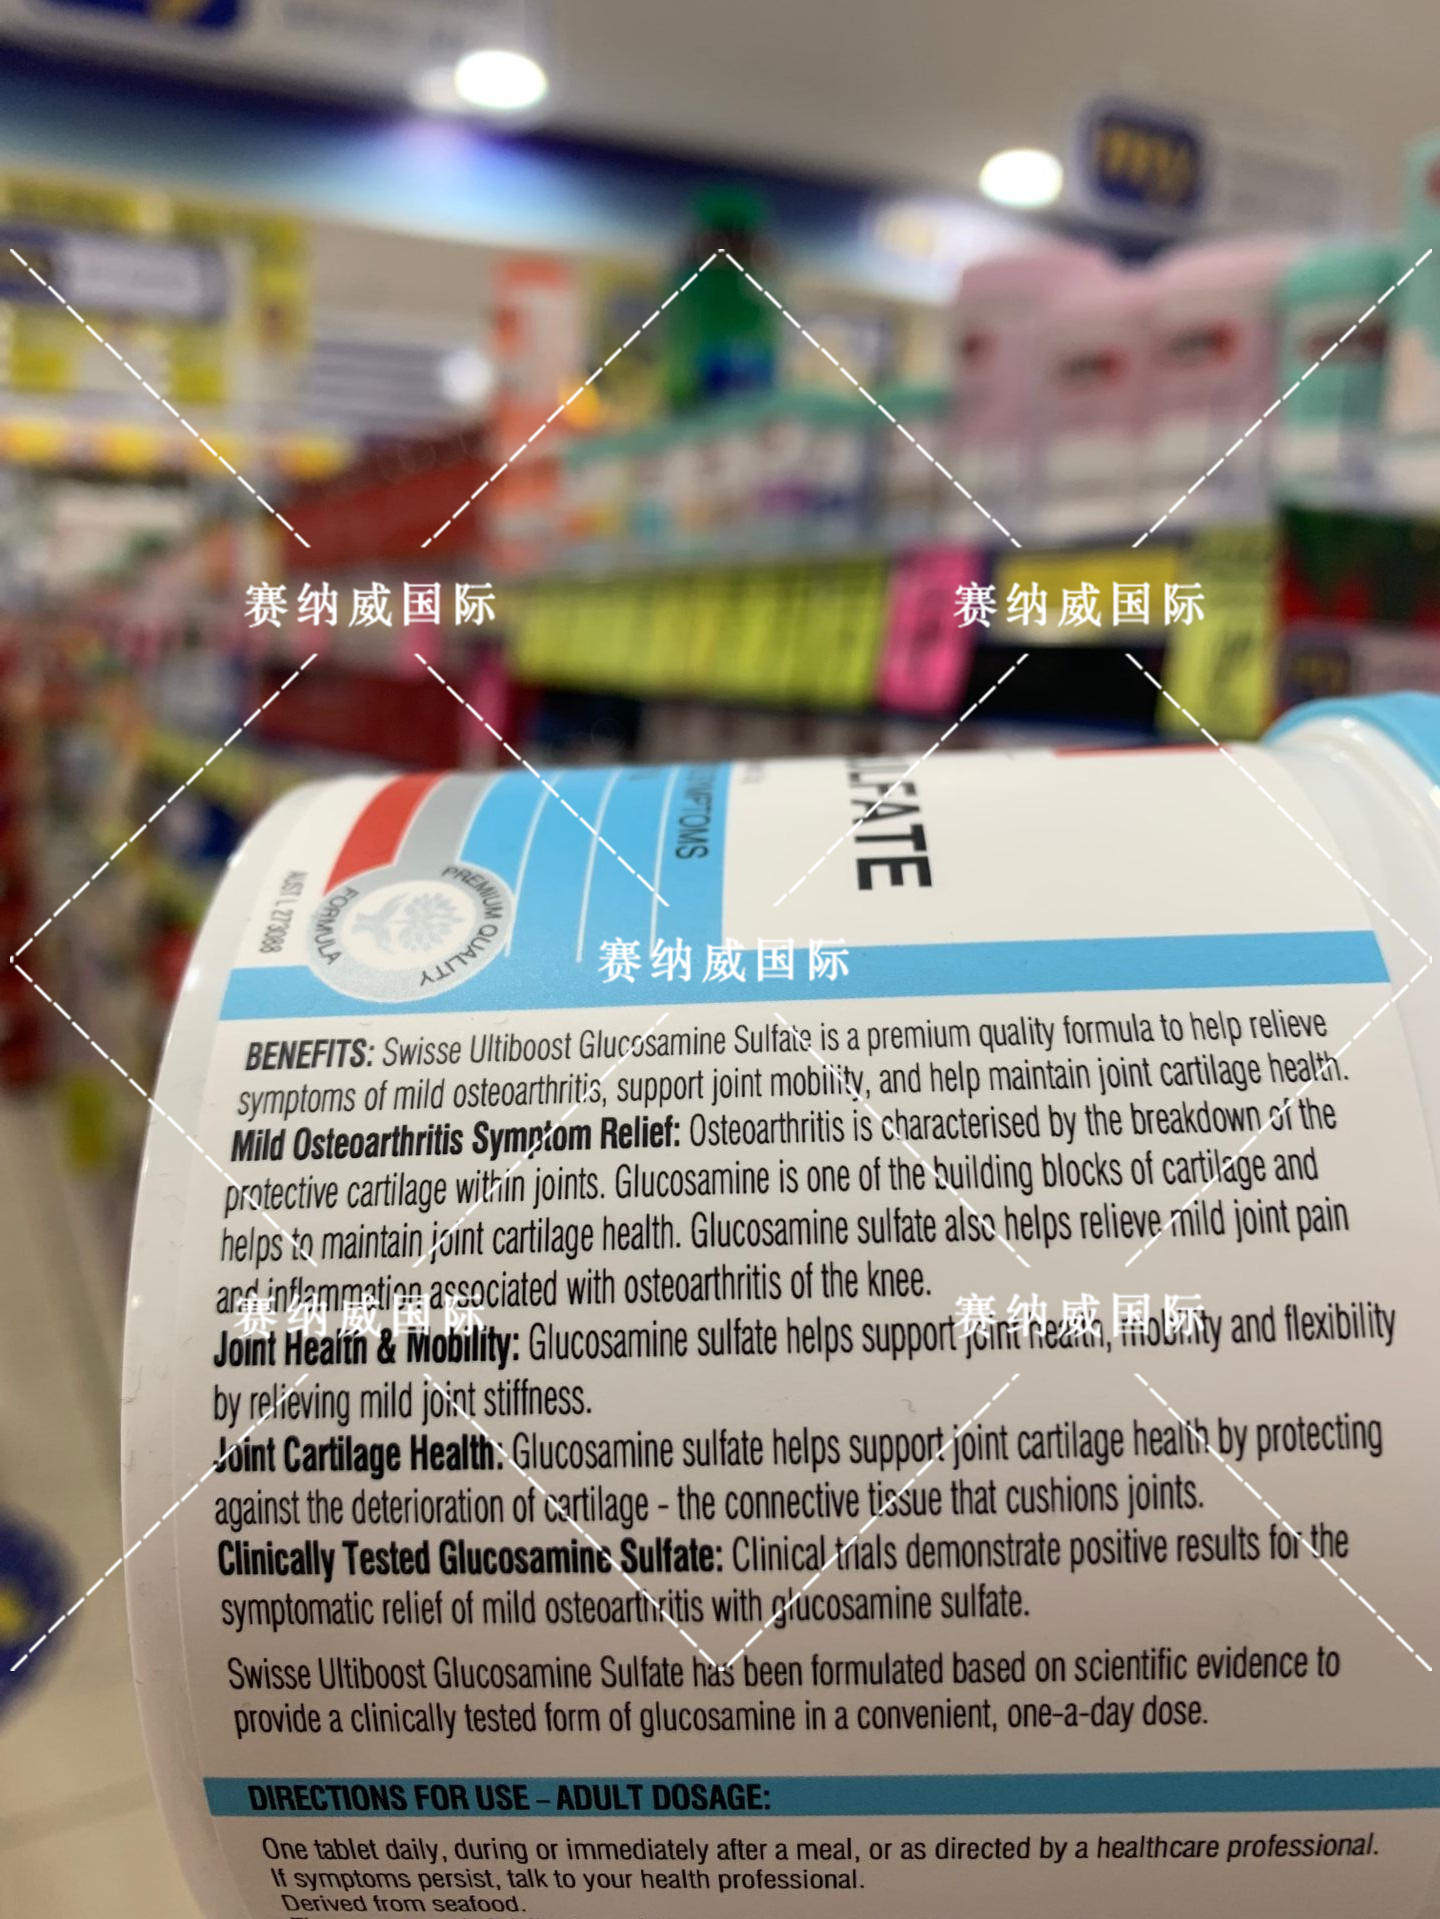 my
赛纳威国际
赛纳威国际
SYMPTOMS
LFATE
PREMIUM QUALITY
FORMULA
AUST L 273088
赛纳威国际
BENEFITS: Swisse Ultiboost Glucosamine Sulfate is a premium quality formula to help relieve
symptoms of mild osteoarthritis, support joint mobility, and help maintain joint cartilage health.
Mild Osteoarthritis Symptom Relief: Osteoarthritis is characterised by the breakdown of the
protective cartilage within joints. Glucosamine is one of the building blocks of cartilage and
helps to maintain joint cartilage health. Glucosamine sulfate also helps relieve mild joint pain
and inflammation associated with osteoarthritis of the knee.
赛纳威国际
赛纳威国际
Joint Health & Mobility: Glucosamine sulfate helps support joint health, mobility and flexibility
by relieving mild joint stiffness.
Joint Cartilage Health: Glucosamine sulfate helps support joint cartilage health by protecting
against the deterioration of cartilage - the connective tissue that cushions joints.
Clinically Tested Glucosamine Sulfate: Clinical trials demonstrate positive results for the
symptomatic relief of mild osteoarthritis with glucosamine sulfate.
Swisse Ultiboost Glucosamine Sulfate has been formulated based on scientific evidence to
provide a clinically tested form of glucosamine in a convenient, one-a-day dose.
DIRECTIONS FOR USE – ADULT DOSAGE:
One tablet daily, during or immediately after a meal, or as directed by a healthcare professional.
If symptoms persist, talk to your health professional.
Derived from seafood.